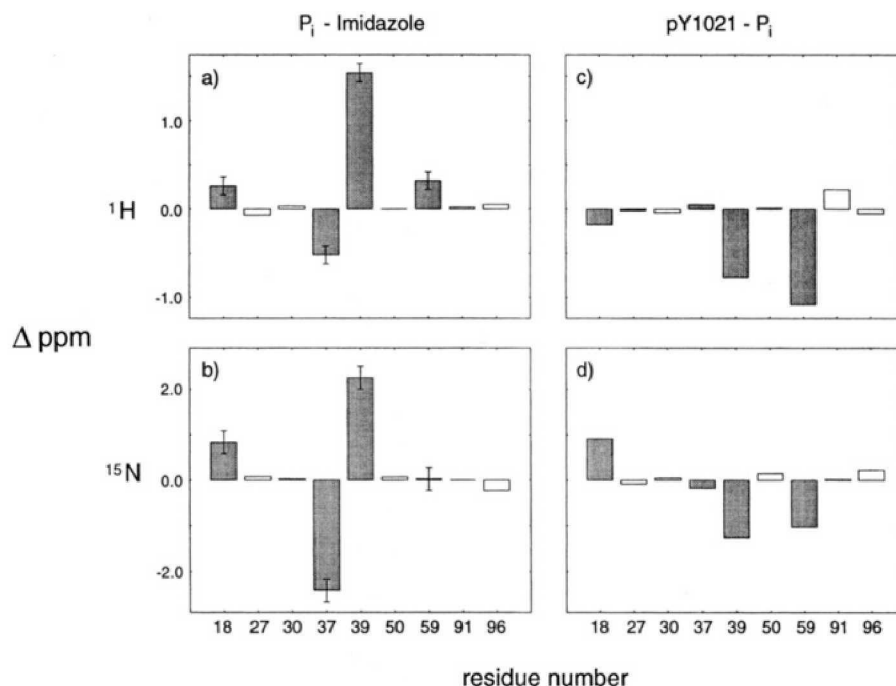 Pi - Imidazole
pY1021 - Pi
a)
c)
1.0
0.0
-1.0
¹H
Δ ppm
b)
d)
2.0
0.0
-2.0
¹⁵N
18 27 30 37 39 50 59 91 96
18 27 30 37 39 50 59 91 96
residue number